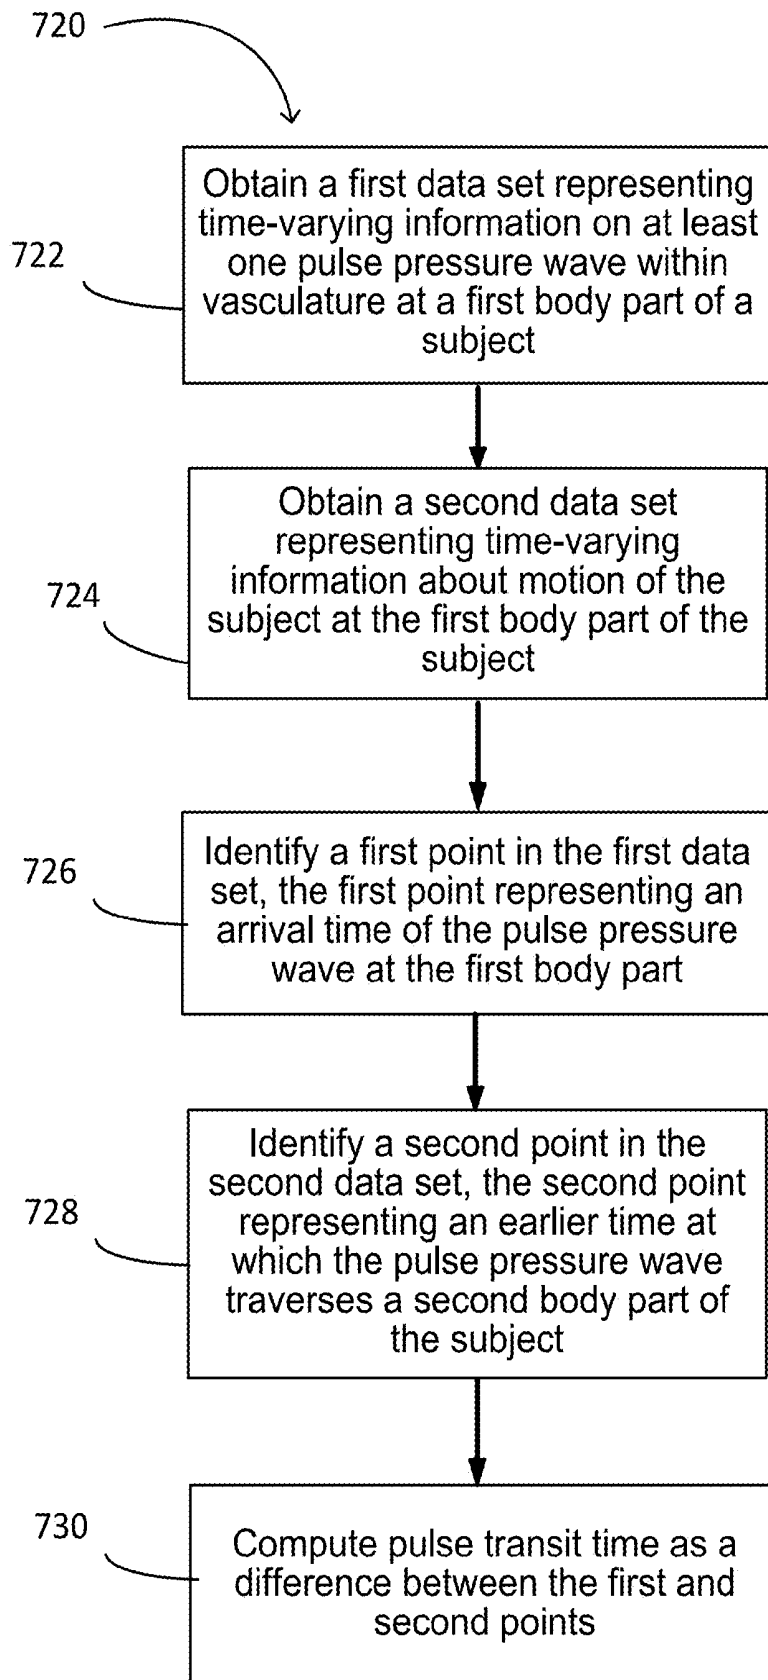 720
722
Obtain a first data set representing
time-varying information on at least
one pulse pressure wave within
vasculature at a first body part of a
subject
724
Obtain a second data set
representing time-varying
information about motion of the
subject at the first body part of the
subject
726
Identify a first point in the first data
set, the first point representing an
arrival time of the pulse pressure
wave at the first body part
728
Identify a second point in the
second data set, the second point
representing an earlier time at
which the pulse pressure wave
traverses a second body part of
the subject
730
Compute pulse transit time as a
difference between the first and
second points